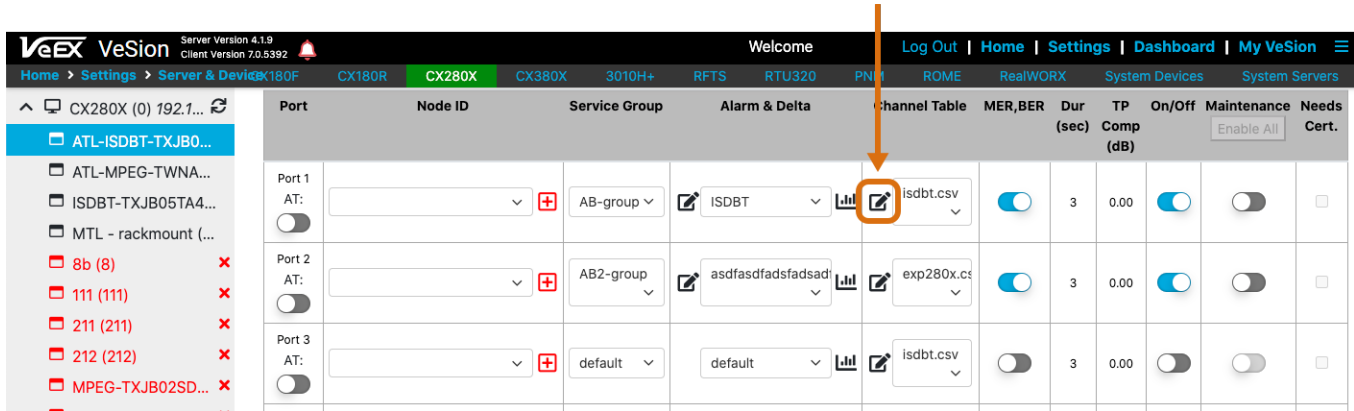 VeEX VeSion Server Version 4.1.9
Client Version 7.0.5392
Welcome
Log Out | Home | Settings | Dashboard | My VeSion
Home > Settings > Server & Device
CX180F CX180R CX280X CX380X 3010H+ RFTS RTU320 PNM ROME RealWORX System Devices System Servers
CX280X (0) 192.1...
ATL-ISDBT-TXJB0...
ATL-MPEG-TWNA...
ISDBT-TXJB05TA4...
MTL - rackmount (...
8b (8)
111 (111)
211 (211)
212 (212)
MPEG-TXJB02SD...
Port Node ID Service Group Alarm & Delta Channel Table MER,BER Dur (sec) TP Comp (dB) On/Off Maintenance Needs Cert.
Enable All
Port 1
AT:
AB-group ISDBT isdbt.csv 3 0.00
Port 2
AT:
AB2-group asdfasdfadsfadsad exp280x.cs 3 0.00
Port 3
AT:
default default isdbt.csv 3 0.00